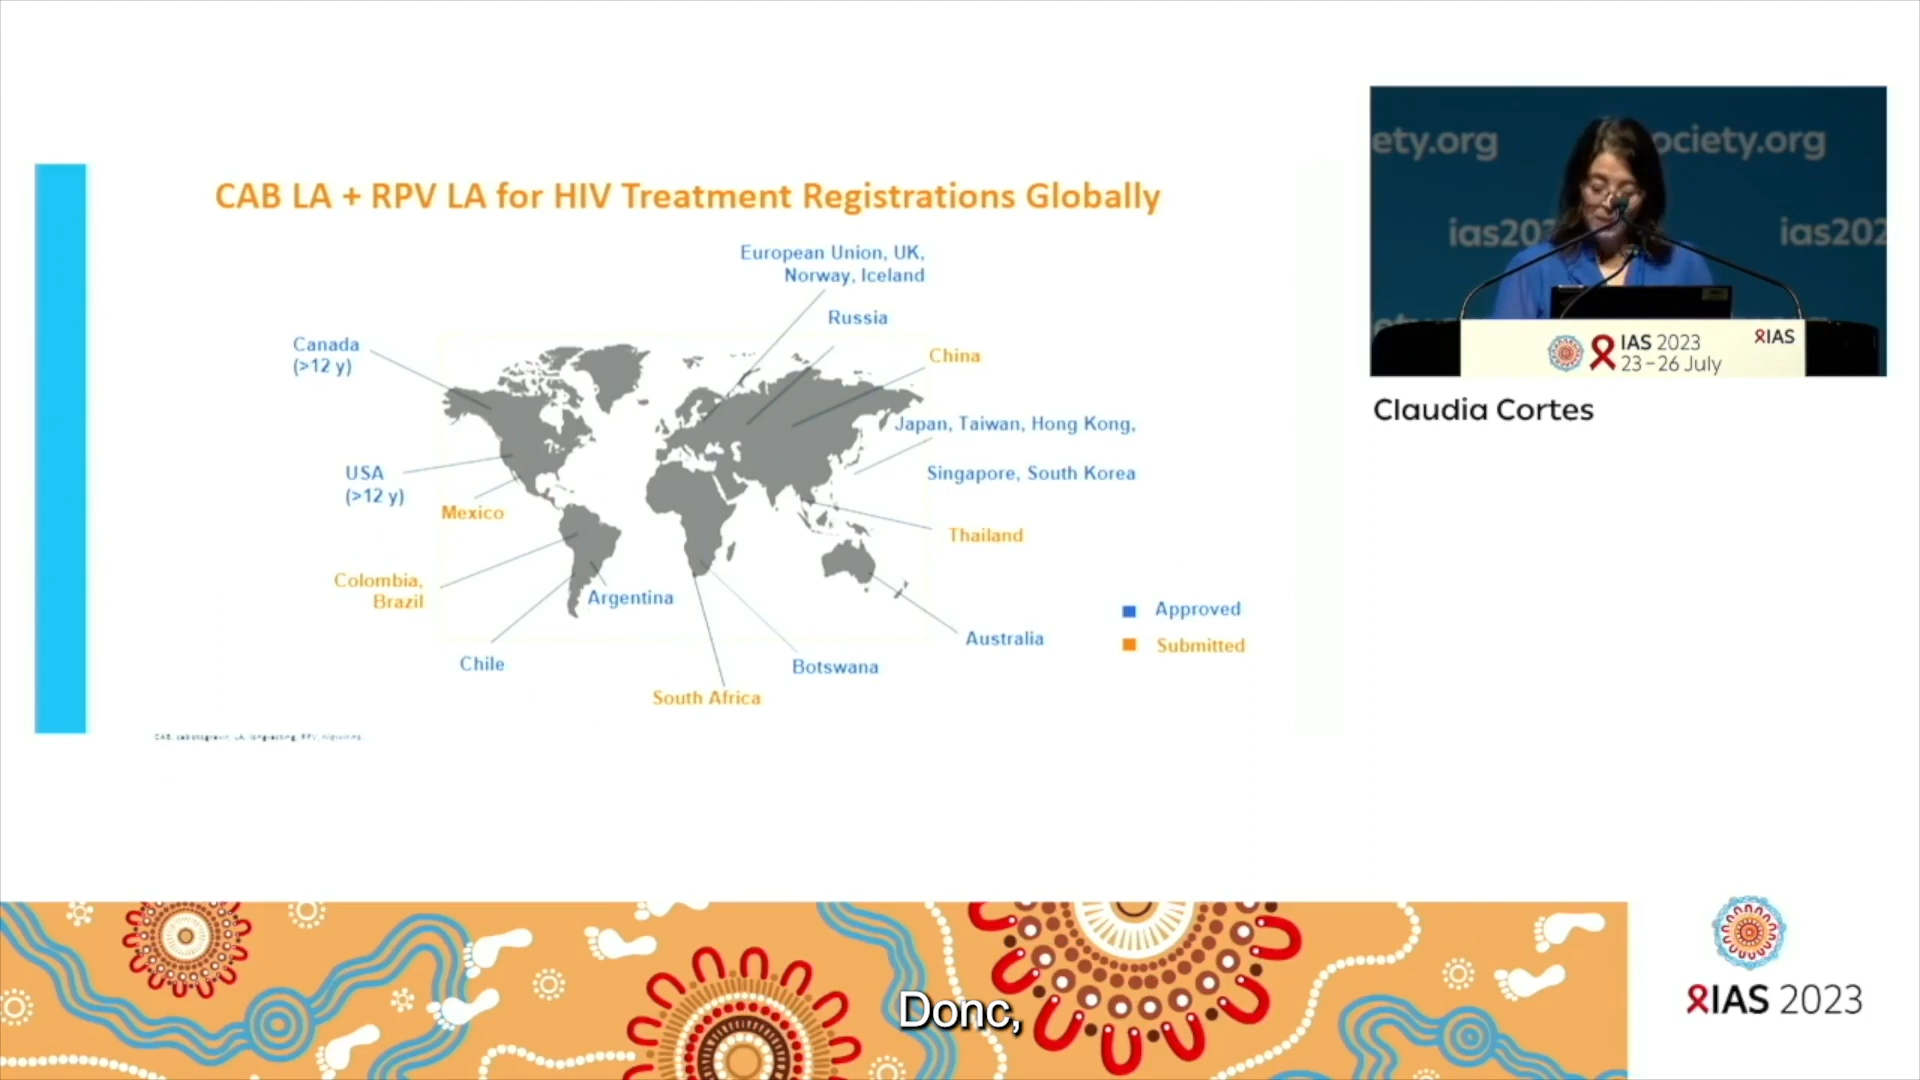 CAB LA + RPV LA for HIV Treatment Registrations Globally
European Union, UK,
Norway, Iceland
Russia
Canada
(>12 y)
China
Japan, Taiwan, Hong Kong,
Singapore, South Korea
USA
(>12 y)
Mexico
Thailand
Colombia,
Brazil
Argentina
Approved
Submitted
Australia
Chile
Botswana
South Africa
ety.org
ociety.org
ias202
ias202
IAS 2023
23–26 July
IAS
Claudia Cortes
Donc,
IAS 2023